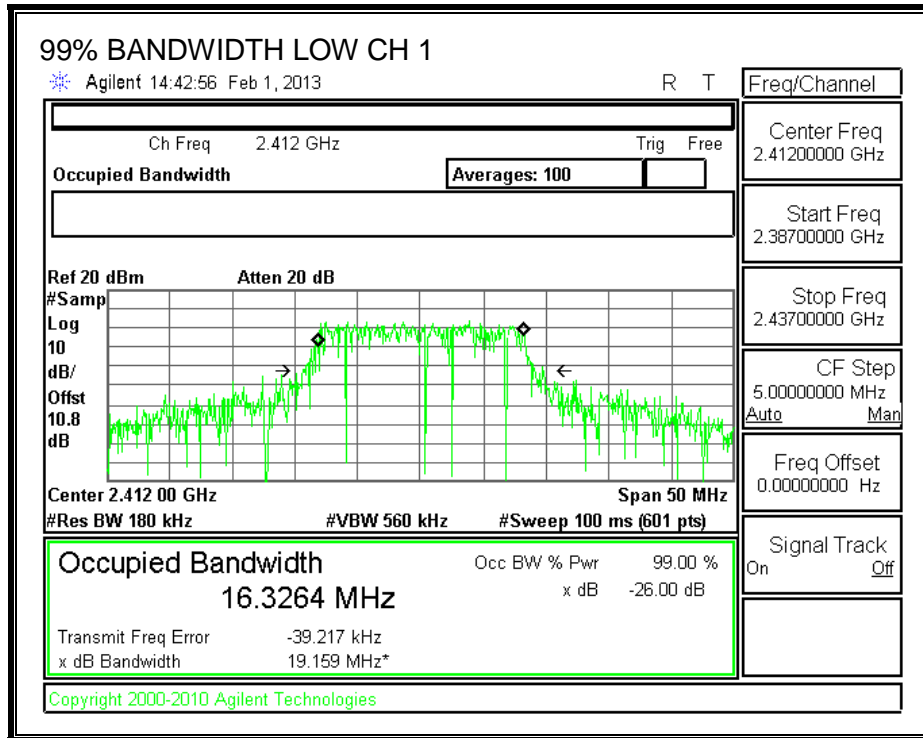 99% BANDWIDTH LOW CH 1
Agilent 14:42:56 Feb 1, 2013 R T
Freq/Channel
Ch Freq 2.412 GHz Trig Free
Occupied Bandwidth Averages: 100
Center Freq
2.41200000 GHz
Start Freq
2.38700000 GHz
Stop Freq
2.43700000 GHz
CF Step
5.00000000 MHz
Auto Man
Freq Offset
0.00000000 Hz
Signal Track
On Off
Ref 20 dBm Atten 20 dB
#Samp
Log
10
dB/
Offst
10.8
dB
Center 2.412 00 GHz Span 50 MHz
#Res BW 180 kHz #VBW 560 kHz #Sweep 100 ms (601 pts)
Occupied Bandwidth Occ BW % Pwr 99.00 %
16.3264 MHz x dB -26.00 dB
Transmit Freq Error -39.217 kHz
x dB Bandwidth 19.159 MHz*
Copyright 2000-2010 Agilent Technologies